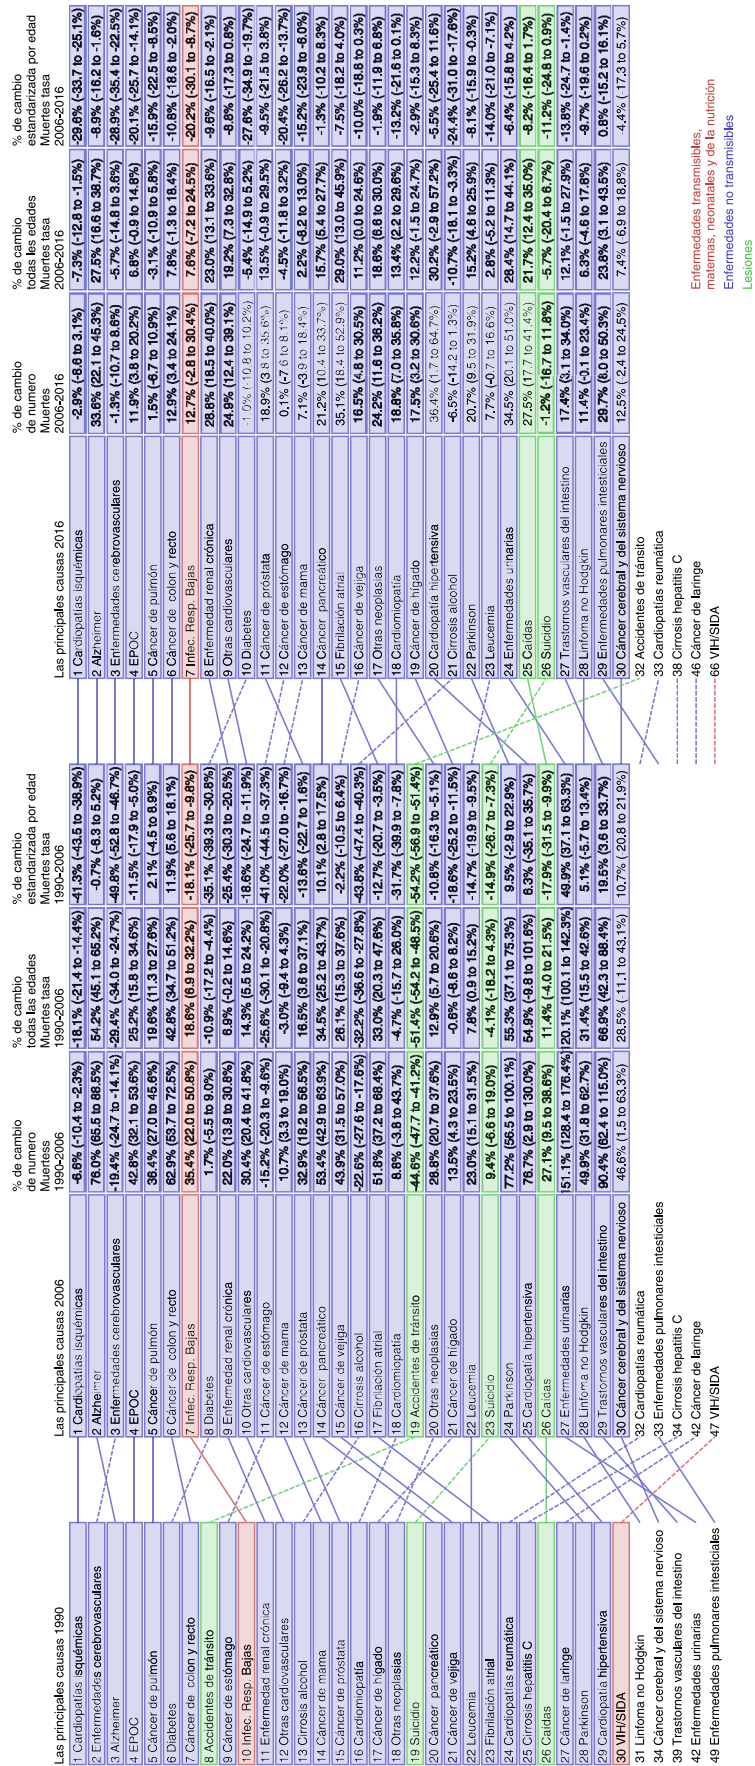 Las principales causas 1990
1 Cardiopatías isquémicas
2 Enfermedades cerebrovasculares
3 Alzheimer
4 EPOC
5 Cáncer de pulmón
6 Diabetes
7 Cáncer de colon y recto
8 Accidentes de tránsito
9 Cáncer de estómago
10 Infec. Resp. Bajas
11 Enfermedad renal crónica
12 Otras cardiovasculares
13 Cirrosis alcohol
14 Cáncer de mama
15 Cáncer de próstata
16 Cardiomiopatía
17 Cáncer de hígado
18 Otras neoplasias
19 Suicidio
20 Cáncer pancreático
21 Cáncer de vejiga
22 Leucemia
23 Fibrilación atrial
24 Cardiopatías reumática
25 Cirrosis hepatitis C
26 Caídas
27 Cáncer de laringe
28 Parkinson
29 Cardiopatía hipertensiva
30 VIH/SIDA
31 Linfoma no Hodgkin
34 Cáncer cerebral y del sistema nervioso
39 Trastornos vasculares del intestino
42 Enfermedades urinarias
49 Enfermedades pulmonares intesticiales
Las principales causas 2006
% de cambio de numero Muertess 1990-2006
% de cambio todas las edades Muertes tasa 1990-2006
% de cambio estandarizada por edad Muertes tasa 1990-2006
1 Cardiopatías isquémicas -6.6% (-10.4 to -2.3%) -18.1% (-21.4 to -14.4%) -41.3% (-43.5 to -38.9%)
2 Alzheimer 76.0% (65.5 to 88.5%) 54.2% (45.1 to 65.2%) -0.7% (-6.3 to 5.2%)
3 Enfermedades cerebrovasculares -19.4% (-24.7 to -14.1%) -29.4% (-34.0 to -24.7%) -49.8% (-52.8 to -46.7%)
4 EPOC 42.8% (32.1 to 53.6%) 25.2% (15.8 to 34.6%) -11.5% (-17.9 to -5.0%)
5 Cáncer de pulmón 36.4% (27.0 to 45.6%) 19.6% (11.3 to 27.6%) 2.1% (-4.5 to 8.9%)
6 Cáncer de colon y recto 62.9% (53.7 to 72.5%) 42.8% (34.7 to 51.2%) 11.9% (5.6 to 18.1%)
7 Infec. Resp. Bajas 35.4% (22.0 to 50.8%) 18.6% (6.9 to 32.2%) -18.1% (-25.7 to -9.8%)
8 Diabetes 1.7% (-5.5 to 9.0%) -10.9% (-17.2 to -4.4%) -35.1% (-39.3 to -30.8%)
9 Enfermedad renal crónica 22.0% (13.9 to 30.8%) 6.9% (-0.2 to 14.6%) -25.4% (-30.3 to -20.5%)
10 Otras cardiovasculares 30.4% (20.4 to 41.8%) 14.3% (5.5 to 24.2%) -18.6% (-24.7 to -11.9%)
11 Cáncer de estómago -15.2% (-20.3 to -9.6%) -25.6% (-30.1 to -20.8%) -41.0% (-44.5 to -37.3%)
12 Cáncer de mama 10.7% (3.3 to 19.0%) -3.0% (-9.4 to 4.3%) -22.0% (-27.0 to -16.7%)
13 Cáncer de próstata 32.9% (18.2 to 56.5%) 16.5% (3.6 to 37.1%) -13.6% (-22.7 to 1.6%)
14 Cáncer pancreático 53.4% (42.9 to 63.9%) 34.5% (25.2 to 43.7%) 10.1% (2.8 to 17.5%)
15 Cáncer de vejiga 43.9% (31.5 to 57.0%) 26.1% (15.3 to 37.6%) -2.2% (-10.5 to 6.4%)
16 Cirrosis alcohol -22.6% (-27.6 to -17.6%) -32.2% (-36.6 to -27.8%) -43.8% (-47.4 to -40.3%)
17 Fibrilación atrial 51.8% (37.2 to 68.4%) 33.0% (20.3 to 47.6%) -12.7% (-20.7 to -3.5%)
18 Cardiomiopatía 8.8% (-3.8 to 43.7%) -4.7% (-15.7 to 26.0%) -31.7% (-39.9 to -7.8%)
19 Accidentes de tránsito -44.6% (-47.7 to -41.2%) -51.4% (-54.2 to -48.5%) -54.2% (-56.9 to -51.4%)
20 Otras neoplasias 28.8% (20.7 to 37.6%) 12.9% (5.7 to 20.6%) -10.8% (-16.3 to -5.1%)
21 Cáncer de hígado 13.5% (4.3 to 23.5%) -0.6% (-8.6 to 8.2%) -18.6% (-25.2 to -11.5%)
22 Leucemia 23.0% (15.1 to 31.5%) 7.8% (0.9 to 15.2%) -14.7% (-19.9 to -9.5%)
23 Suicidio 9.4% (-6.6 to 19.0%) -4.1% (-18.2 to 4.3%) -14.9% (-26.7 to -7.3%)
24 Parkinson 77.2% (56.5 to 100.1%) 55.3% (37.1 to 75.3%) 9.5% (-2.9 to 22.9%)
25 Cardiopatía hipertensiva 76.7% (2.9 to 130.0%) 54.9% (-9.8 to 101.6%) 6.3% (-35.1 to 35.7%)
26 Caídas 27.1% (9.5 to 38.6%) 11.4% (-4.0 to 21.5%) -17.9% (-31.5 to -9.9%)
27 Enfermedades urinarias 151.1% (128.4 to 176.4%) 120.1% (100.1 to 142.3%) 49.9% (37.1 to 63.3%)
28 Linfoma no Hodgkin 49.9% (31.8 to 62.7%) 31.4% (15.5 to 42.6%) 5.1% (-5.7 to 13.4%)
29 Trastornos vasculares del intestino 90.4% (62.4 to 115.0%) 66.9% (42.3 to 88.4%) 19.5% (3.6 to 33.7%)
30 Cáncer cerebral y del sistema nervioso 46.6% (1.5 to 63.3%) 28.5% (-11.1 to 43.1%) 10.7% (-20.8 to 21.9%)
32 Cardiopatías reumática
33 Enfermedades pulmonares intesticiales
34 Cirrosis hepatitis C
42 Cáncer de laringe
47 VIH/SIDA
Las principales causas 2016
% de cambio de numero Muertes 2006-2016
% de cambio todas les edades Muertes tasa 2006-2016
% de cambio estandarizada por edad Muertes tasa 2006-2016
1 Cardiopatías isquémicas -2.9% (-8.6 to 3.1%) -7.3% (-12.8 to -1.5%) -29.6% (-33.7 to -25.1%)
2 Alzheimer 33.6% (22.1 to 45.3%) 27.5% (16.6 to 38.7%) -8.9% (-16.2 to -1.6%)
3 Enfermedades cerebrovasculares -1.3% (-10.7 to 8.6%) -5.7% (-14.8 to 3.6%) -28.9% (-35.4 to -22.5%)
4 EPOC 11.9% (3.8 to 20.2%) 6.8% (-0.9 to 14.8%) -20.1% (-25.7 to -14.1%)
5 Cáncer de pulmón 1.5% (-6.7 to 10.9%) -3.1% (-10.9 to 5.8%) -15.9% (-22.5 to -8.5%)
6 Cáncer de colon y recto 12.9% (3.4 to 24.1%) 7.8% (-1.3 to 18.4%) -10.8% (-18.6 to -2.0%)
7 Infec. Resp. Bajas 12.7% (-2.8 to 30.4%) 7.6% (-7.2 to 24.5%) -20.2% (-30.1 to -8.7%)
8 Enfermedad renal crónica 28.8% (18.5 to 40.0%) 23.0% (13.1 to 33.6%) -9.6% (-16.5 to -2.1%)
9 Otras cardiovasculares 24.9% (12.4 to 39.1%) 19.2% (7.3 to 32.8%) -8.8% (-17.3 to 0.8%)
10 Diabetes -1.0% (-10.8 to 10.2%) -5.4% (-14.9 to 5.2%) -27.6% (-34.9 to -19.7%)
11 Cáncer de próstata 18.9% (3.8 to 35.6%) 13.5% (-0.9 to 29.5%) -9.5% (-21.5 to 3.8%)
12 Cáncer de estómago 0.1% (-7.6 to 8.1%) -4.5% (-11.8 to 3.2%) -20.4% (-26.2 to -13.7%)
13 Cáncer de mama 7.1% (-3.9 to 18.4%) 2.2% (-8.2 to 13.0%) -15.2% (-23.9 to -6.0%)
14 Cáncer pancreático 21.2% (10.4 to 33.7%) 15.7% (5.4 to 27.7%) -1.3% (-10.2 to 8.3%)
15 Fibrilación atrial 35.1% (18.4 to 52.9%) 29.0% (13.0 to 45.9%) -7.5% (-18.2 to 4.0%)
16 Cáncer de vejiga 16.5% (4.8 to 30.5%) 11.2% (0.0 to 24.6%) -10.0% (-18.6 to 0.3%)
17 Otras neoplasias 24.2% (11.8 to 36.2%) 18.6% (6.8 to 30.0%) -1.9% (-11.9 to 6.8%)
18 Cardiomiopatía 18.8% (7.0 to 35.8%) 13.4% (2.2 to 29.6%) -13.2% (-21.6 to 0.1%)
19 Cáncer de hígado 17.5% (3.2 to 30.6%) 12.2% (-1.5 to 24.7%) -2.9% (-15.3 to 8.3%)
20 Cardiopatía hipertensiva 36.4% (1.7 to 64.7%) 30.2% (-2.9 to 57.2%) -5.5% (-25.4 to 11.6%)
21 Cirrosis alcohol -6.5% (-14.2 to 1.3%) -10.7% (-18.1 to -3.3%) -24.4% (-31.0 to -17.6%)
22 Parkinson 20.7% (9.5 to 31.9%) 15.2% (4.6 to 25.9%) -8.1% (-15.9 to -0.3%)
23 Leucemia 7.7% (-0.7 to 16.6%) 2.8% (-5.2 to 11.3%) -14.0% (-21.0 to -7.1%)
24 Enfermedades urinarias 34.5% (20.1 to 51.0%) 28.4% (14.7 to 44.1%) -6.4% (-15.8 to 4.2%)
25 Caídas 27.5% (17.7 to 41.4%) 21.7% (12.4 to 35.0%) -8.2% (-16.4 to 1.7%)
26 Suicidio -1.2% (-16.7 to 11.8%) -5.7% (-20.4 to 6.7%) -11.2% (-24.8 to 0.9%)
27 Trastornos vasculares del intestino 17.4% (3.1 to 34.0%) 12.1% (-1.5 to 27.9%) -13.8% (-24.7 to -1.4%)
28 Linfoma no Hodgkin 11.4% (-0.1 to 23.4%) 6.3% (-4.6 to 17.8%) -9.7% (-19.6 to 0.2%)
29 Enfermedades pulmonares intesticiales 29.7% (8.0 to 50.3%) 23.8% (3.1 to 43.5%) 0.8% (-15.2 to 16.1%)
30 Cáncer cerebral y del sistema nervioso 12.5% (-2.4 to 24.5%) 7.4% (-6.9 to 18.8%) -4.4% (-17.3 to 5.7%)
32 Accidentes de tránsito
33 Cardiopatías reumática
38 Cirrosis hepatitis C
46 Cáncer de laringe
66 VIH/SIDA
Enfermedades transmisibles,
maternas, neonatales y de la nutrición
Enfermedades no transmisibles
Lesiones